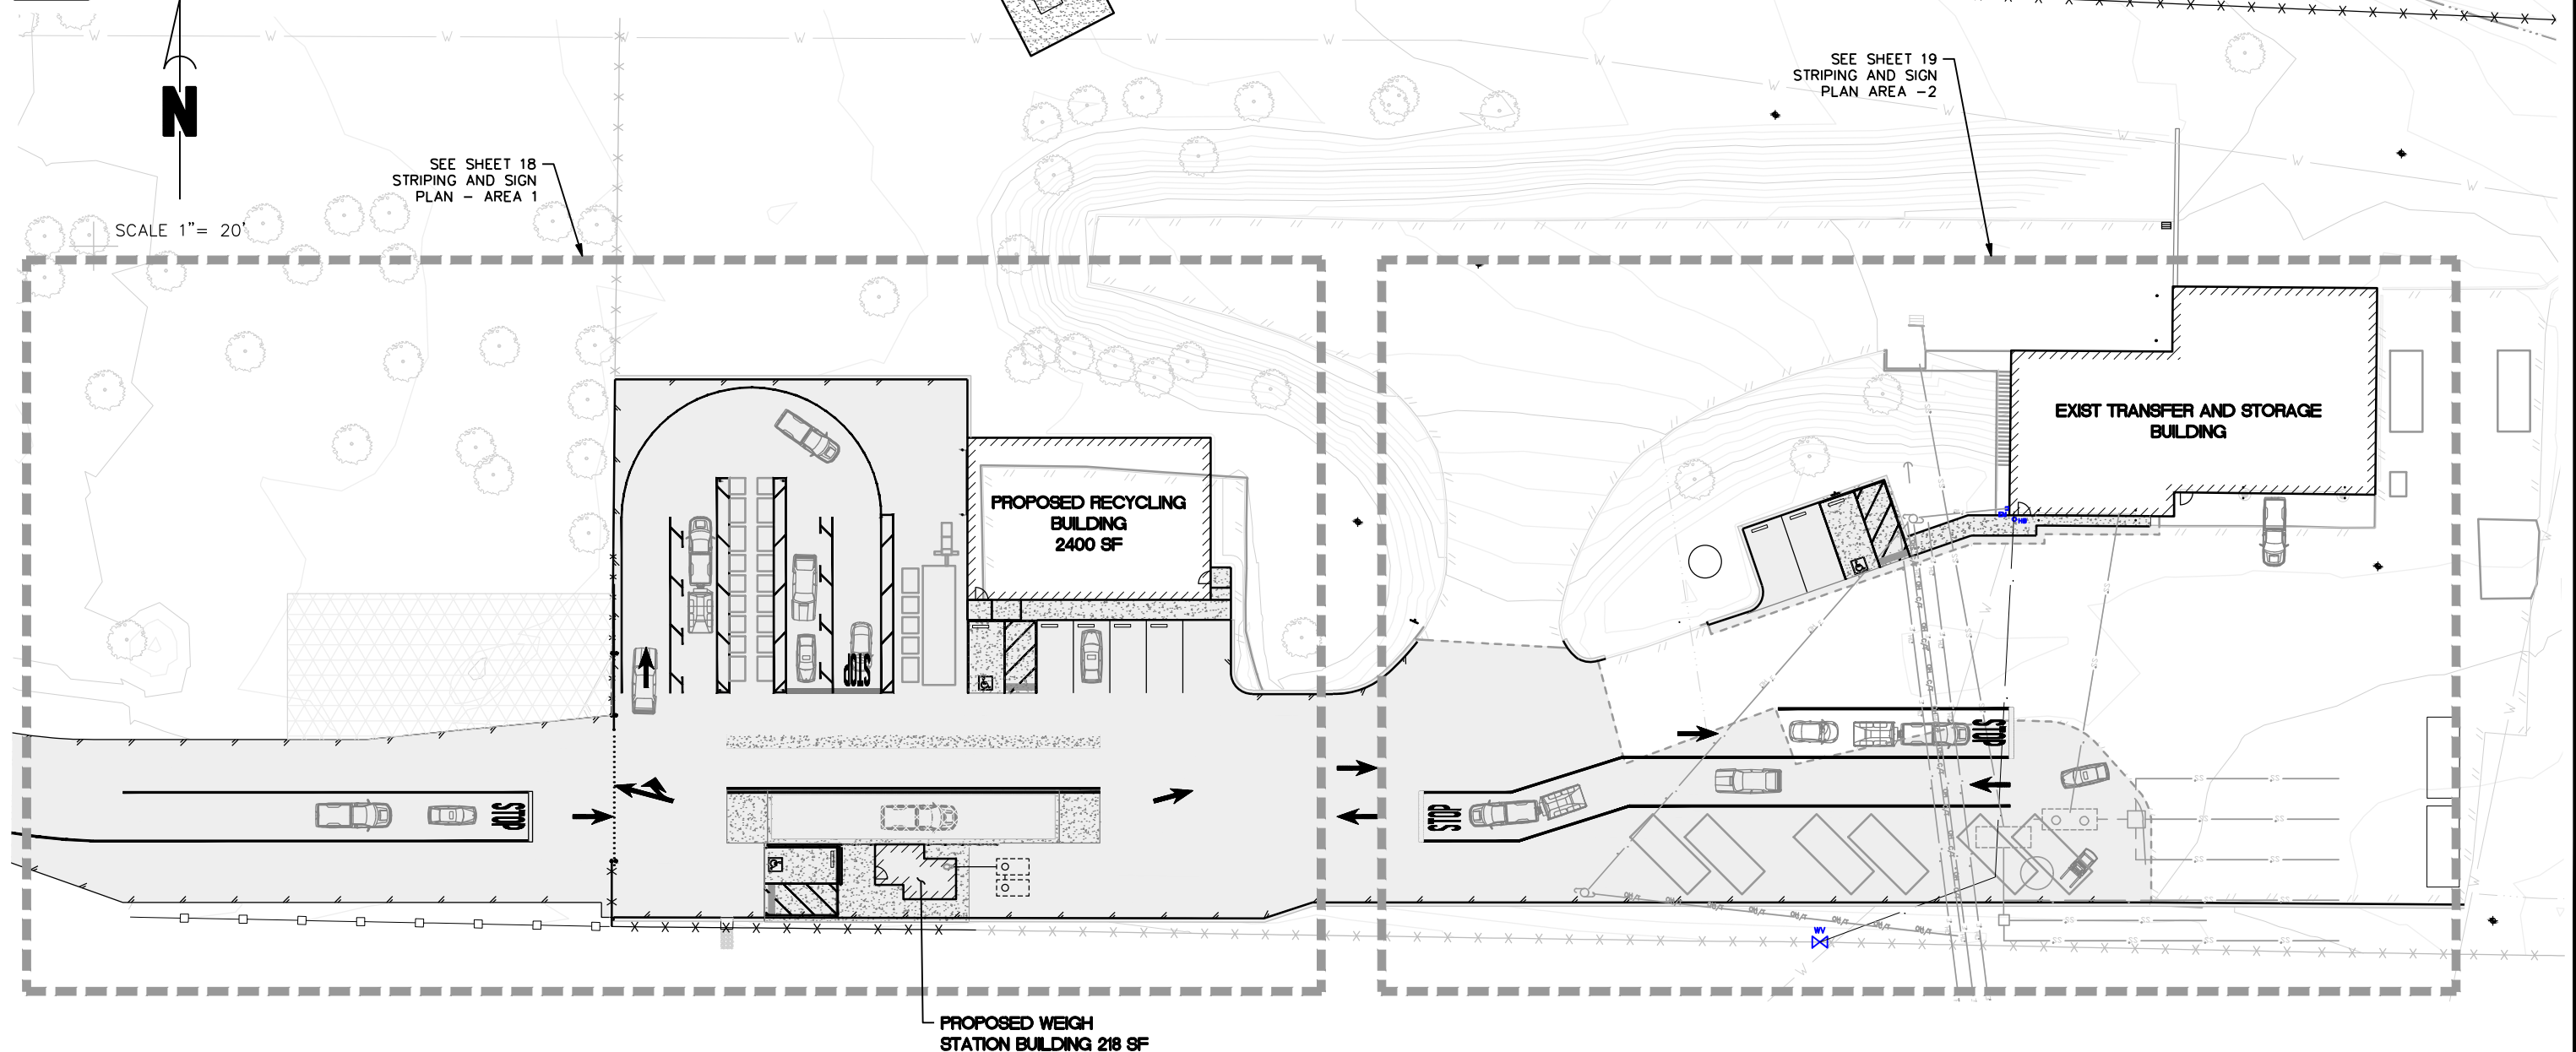 SEE SHEET 19
STRIPING AND SIGN
PLAN AREA -2
N
SEE SHEET 18
STRIPING AND SIGN
PLAN - AREA 1
SCALE 1"= 20'
EXIST TRANSFER AND STORAGE
BUILDING
PROPOSED RECYCLING
BUILDING
2400 SF
STOP
STOP
STOP
STOP
WV
PROPOSED WEIGH
STATION BUILDING 218 SF